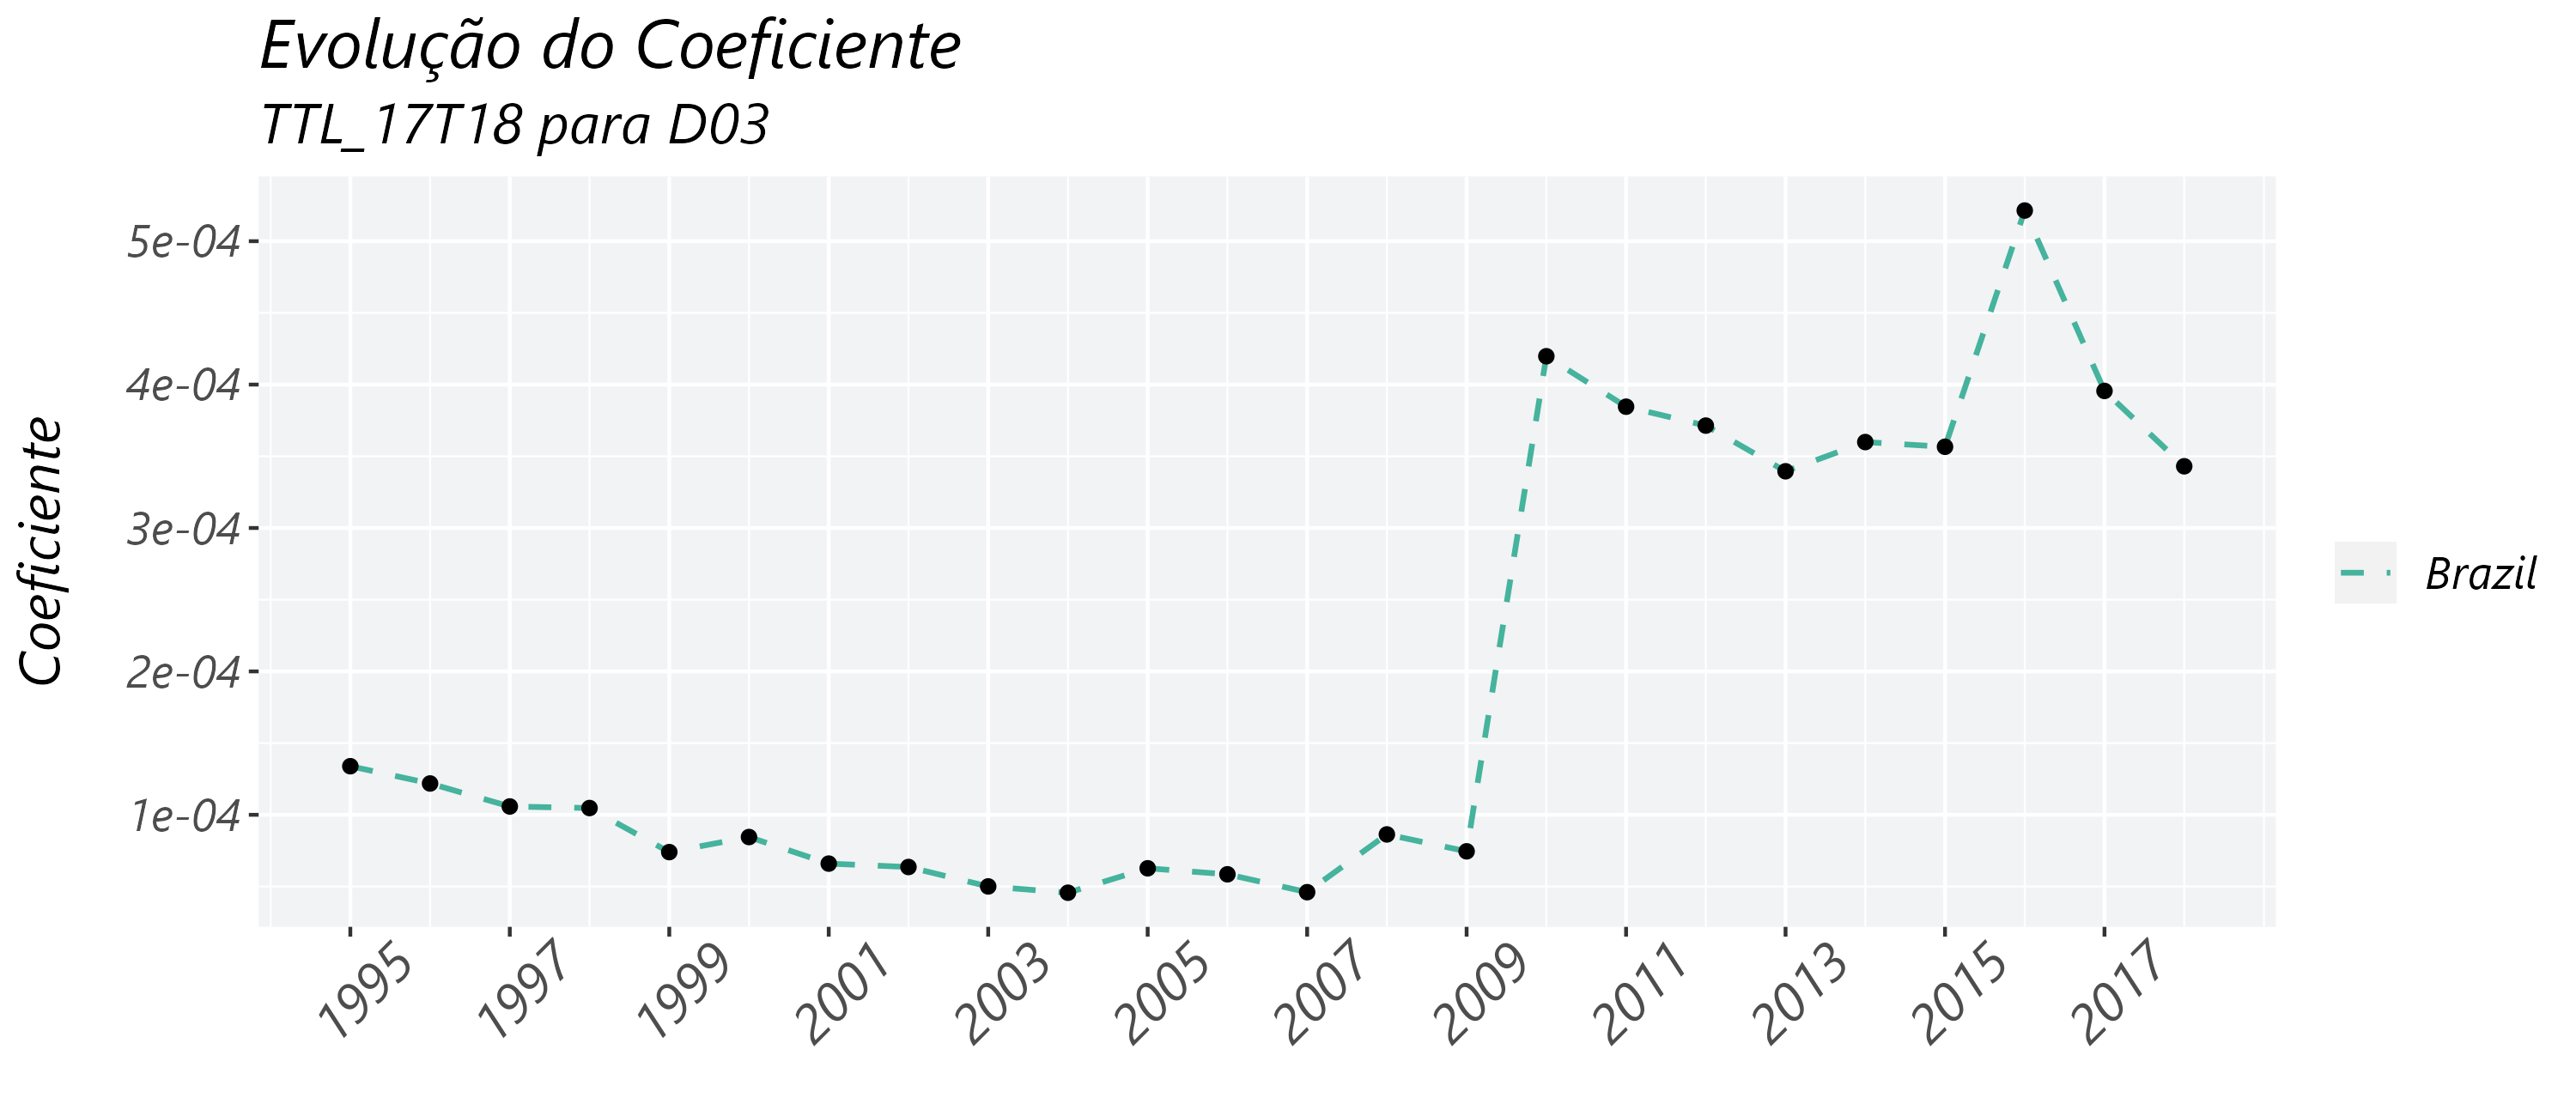 Evolução do Coeficiente
TTL_17T18 para D03
Coeficiente
5e-04
4e-04
3e-04
2e-04
1e-04
1995
1997
1999
2001
2003
2005
2007
2009
2011
2013
2015
2017
Brazil